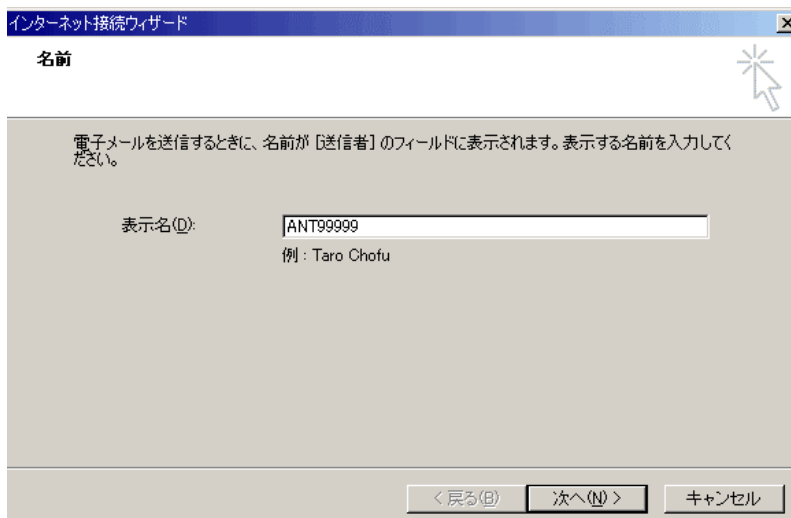 インターネット接続ウィザード
名前
電子メールを送信するときに、名前が [送信者] のフィールドに表示されます。表示する名前を入力してく
ださい。
表示名(D): ANT99999
例 : Taro Chofu
< 戻る(B) 次へ(N) > キャンセル